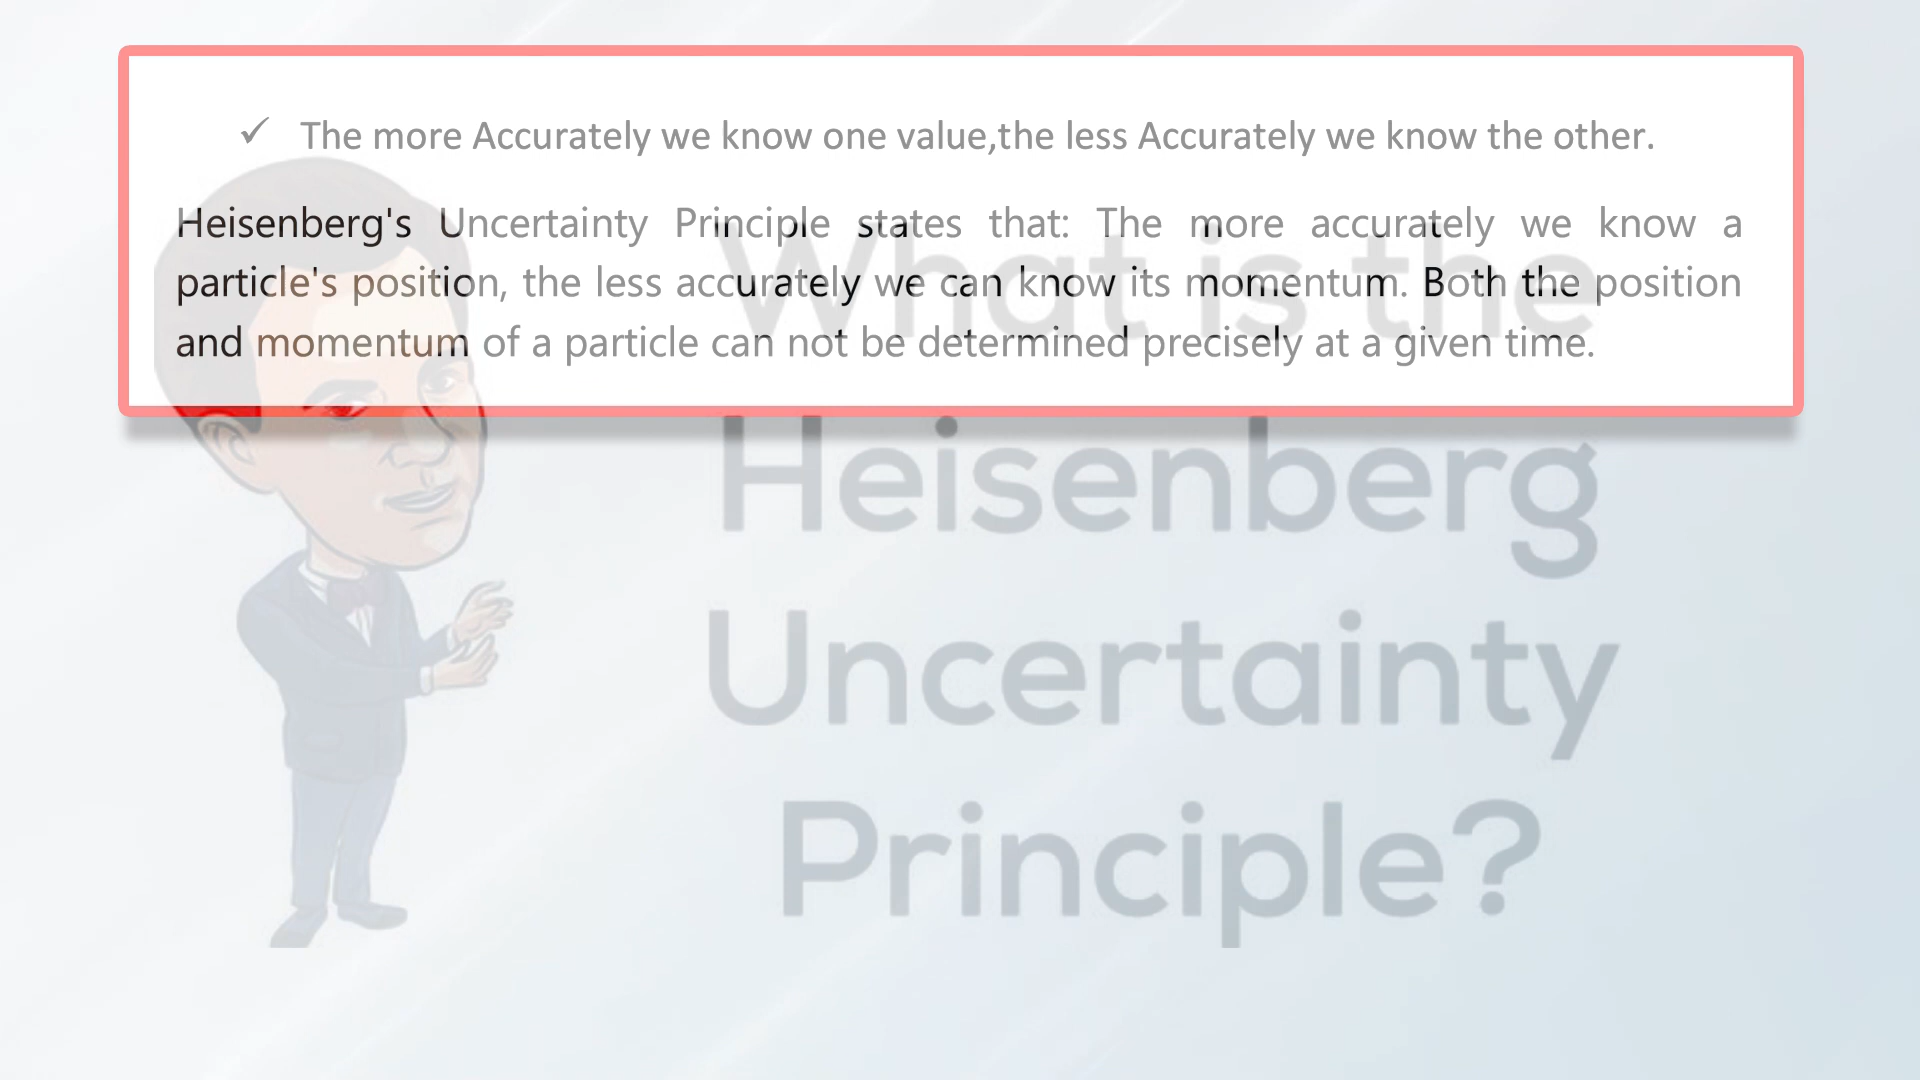 ✓ The more Accurately we know one value,the less Accurately we know the other.
Heisenberg's Uncertainty Principle states that: The more accurately we know a
particle's position, the less accurately we can know its momentum. Both the position
and momentum of a particle can not be determined precisely at a given time.
What is the
Heisenberg
Uncertainty
Principle?